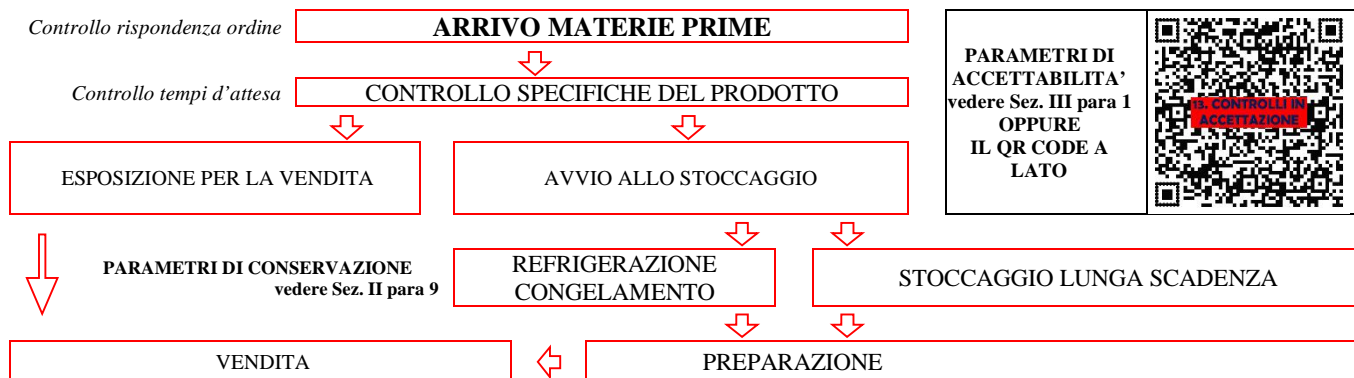 Controllo rispondenza ordine
ARRIVO MATERIE PRIME
Controllo tempi d'attesa
CONTROLLO SPECIFICHE DEL PRODOTTO
PARAMETRI DI
ACCETTABILITA'
vedere Sez. III para 1
OPPURE
IL QR CODE A
LATO
13. CONTROLLI IN
ACCETTAZIONE
ESPOSIZIONE PER LA VENDITA
AVVIO ALLO STOCCAGGIO
PARAMETRI DI CONSERVAZIONE
vedere Sez. II para 9
REFRIGERAZIONE
CONGELAMENTO
STOCCAGGIO LUNGA SCADENZA
VENDITA
PREPARAZIONE